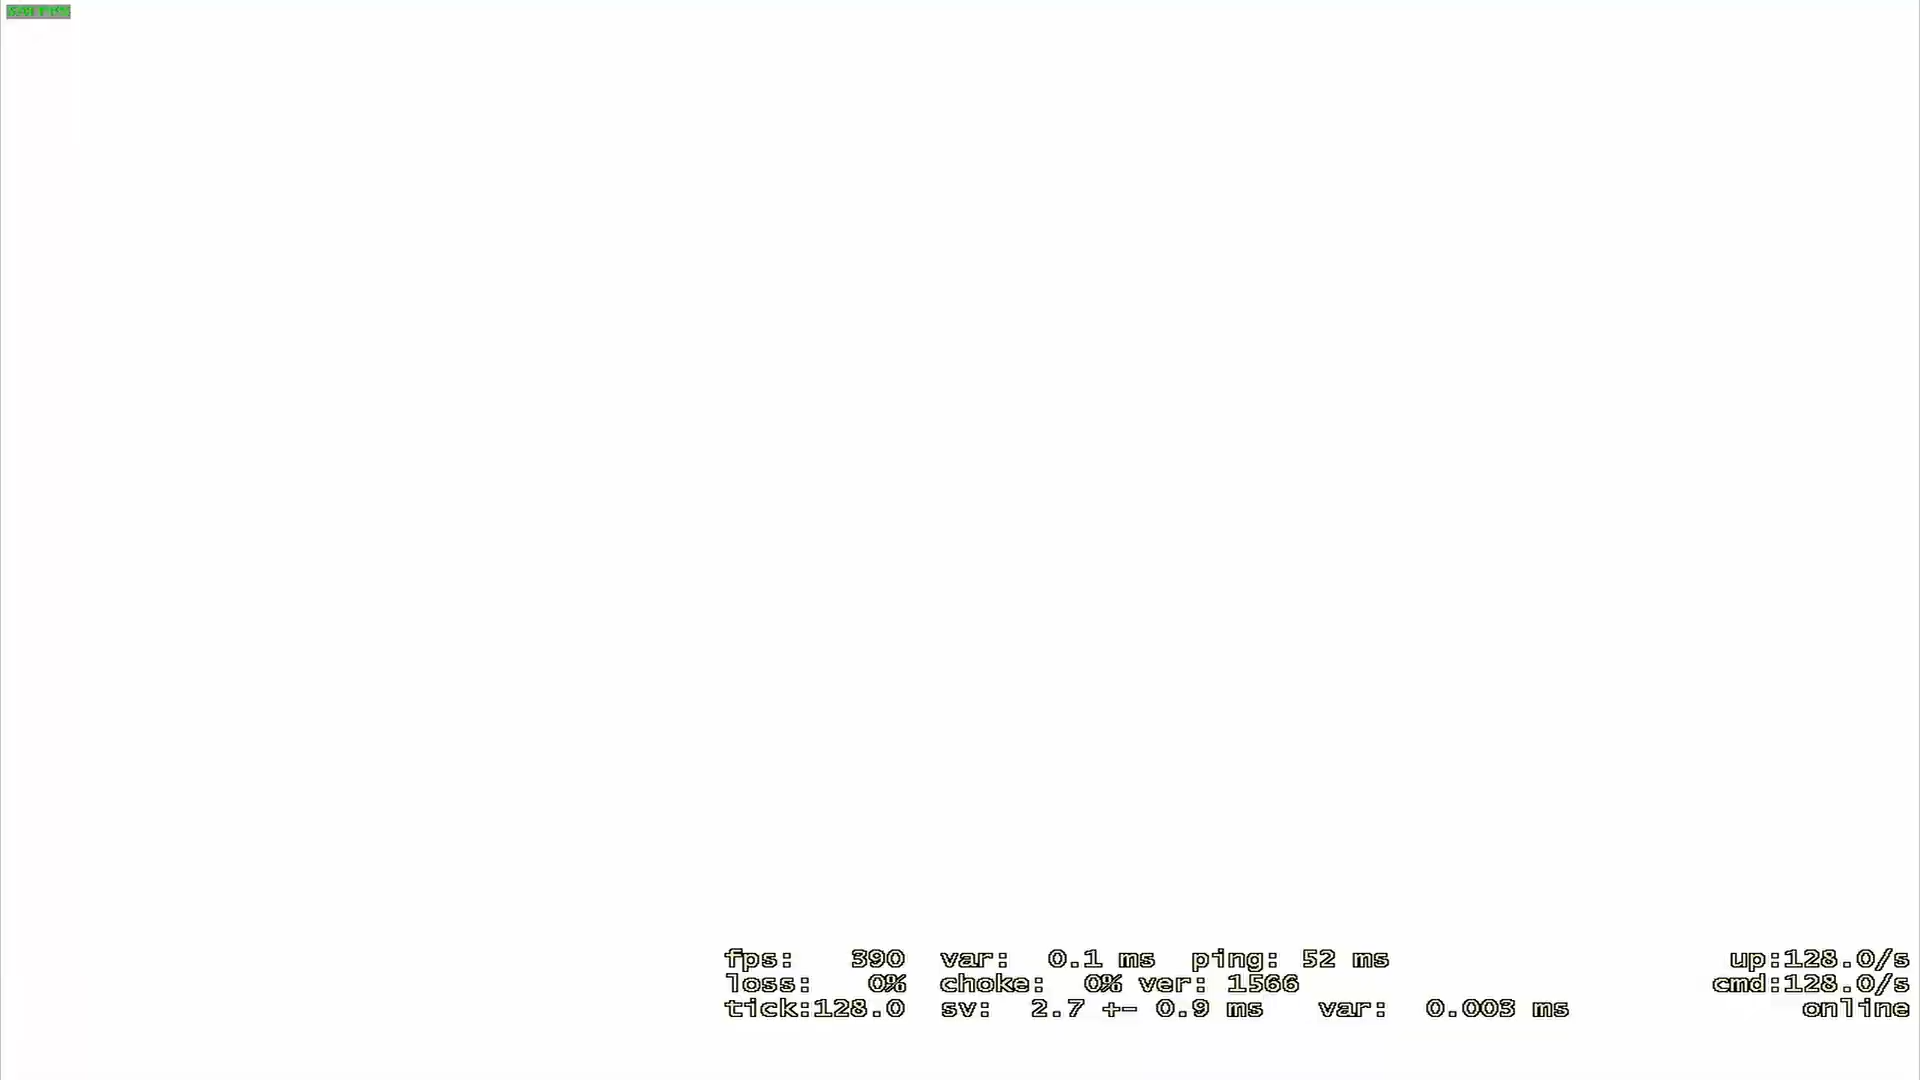 fps: 390 var: 0.1 ms ping: 52 ms up:128.0/s
loss: 0% choke: 0% ver: 1566 cmd:128.0/s
tick:128.0 sv: 2.7 +- 0.9 ms var: 0.003 ms online